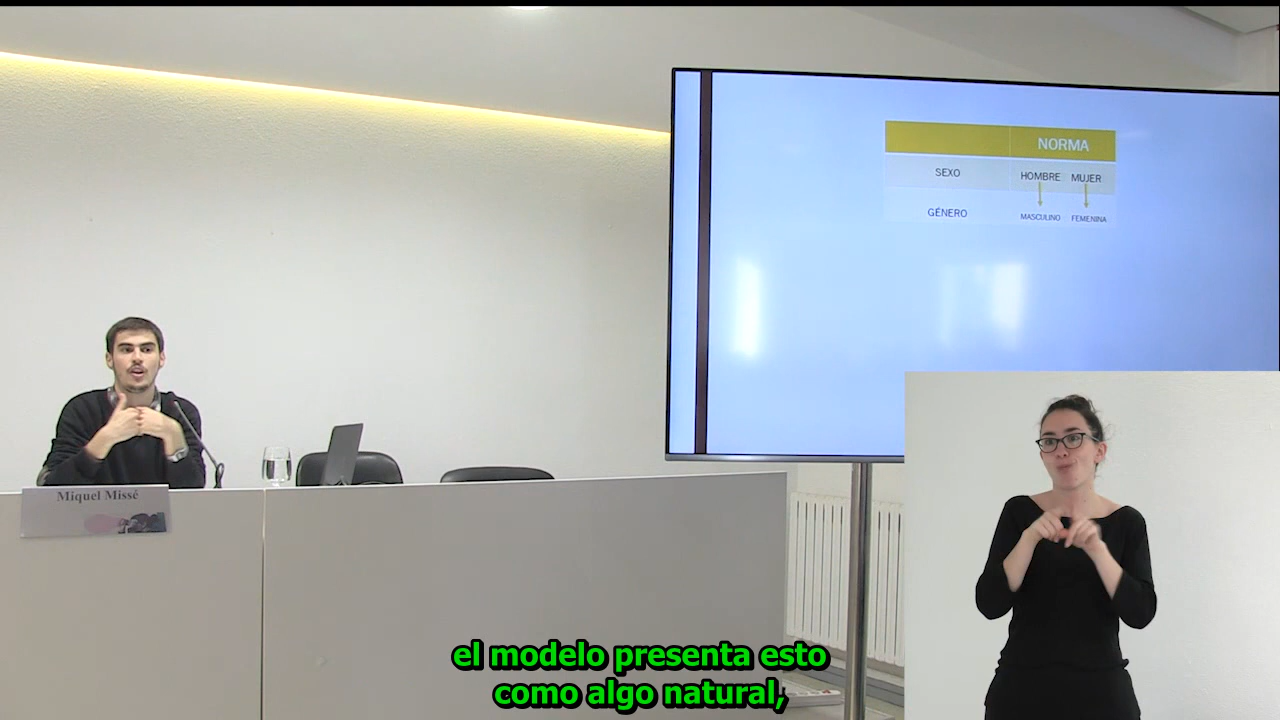 NORMA
SEXO HOMBRE MUJER
GÉNERO MASCULINO FEMENINA
Miquel Missé
el modelo presenta esto
como algo natural,